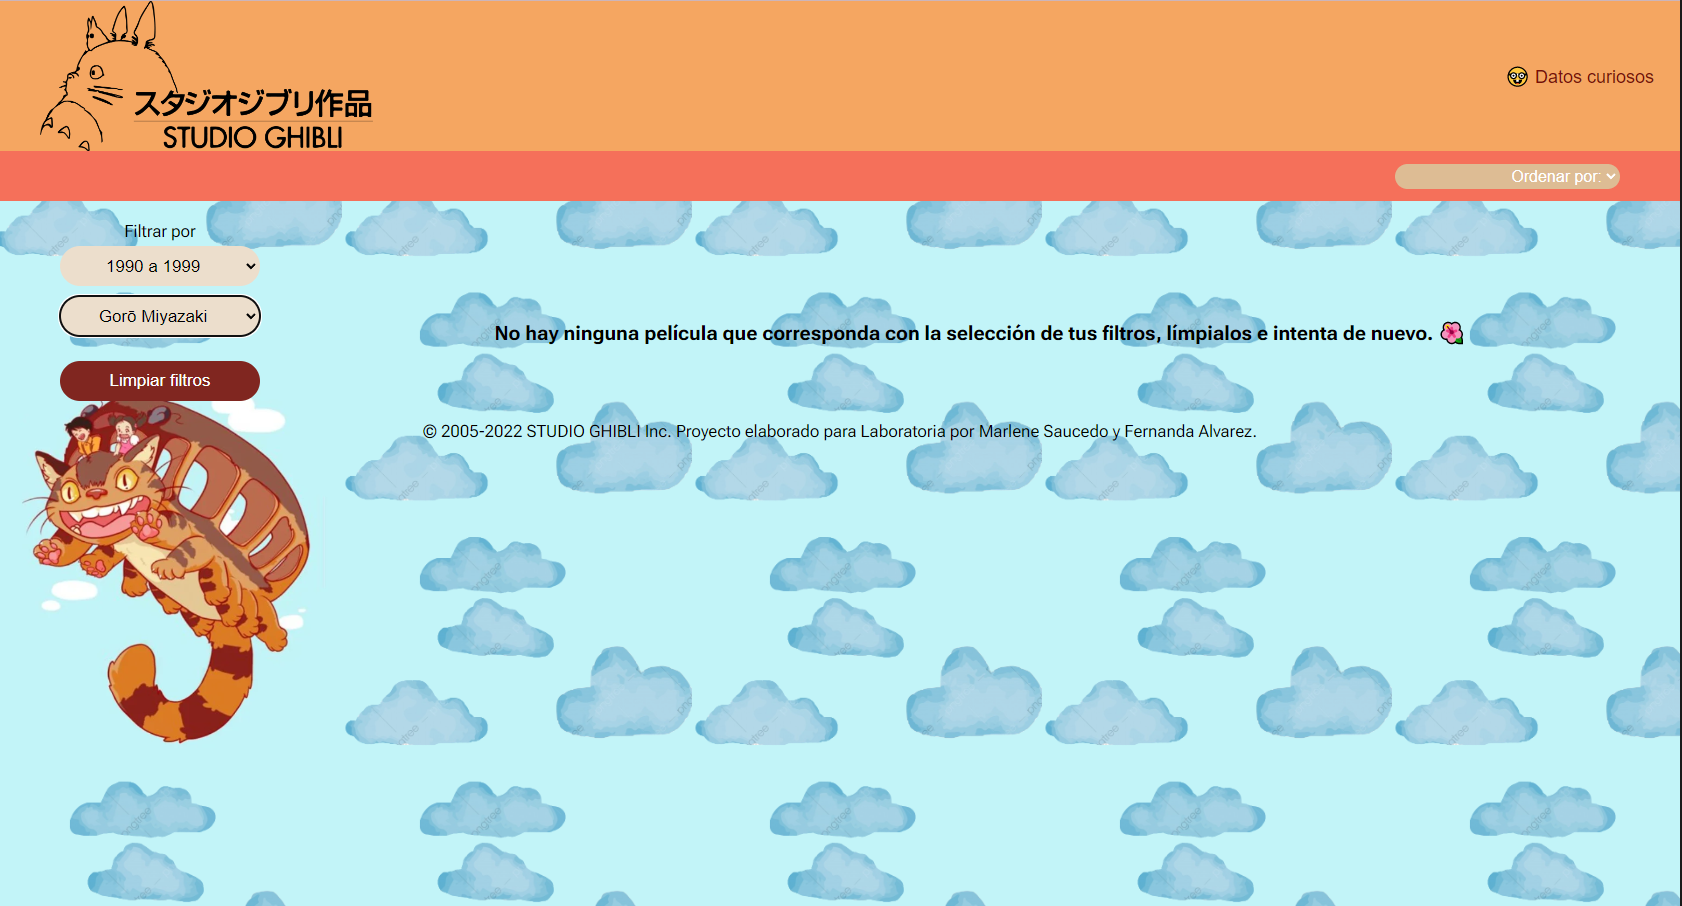 スタジオジブリ作品
STUDIO GHIBLI
🤓 Datos curiosos
Ordenar por:
Filtrar por
1990 a 1999
Gorō Miyazaki
Limpiar filtros
No hay ninguna película que corresponda con la selección de tus filtros, límpialos e intenta de nuevo. 🌺
© 2005-2022 STUDIO GHIBLI Inc. Proyecto elaborado para Laboratoria por Marlene Saucedo y Fernanda Alvarez.